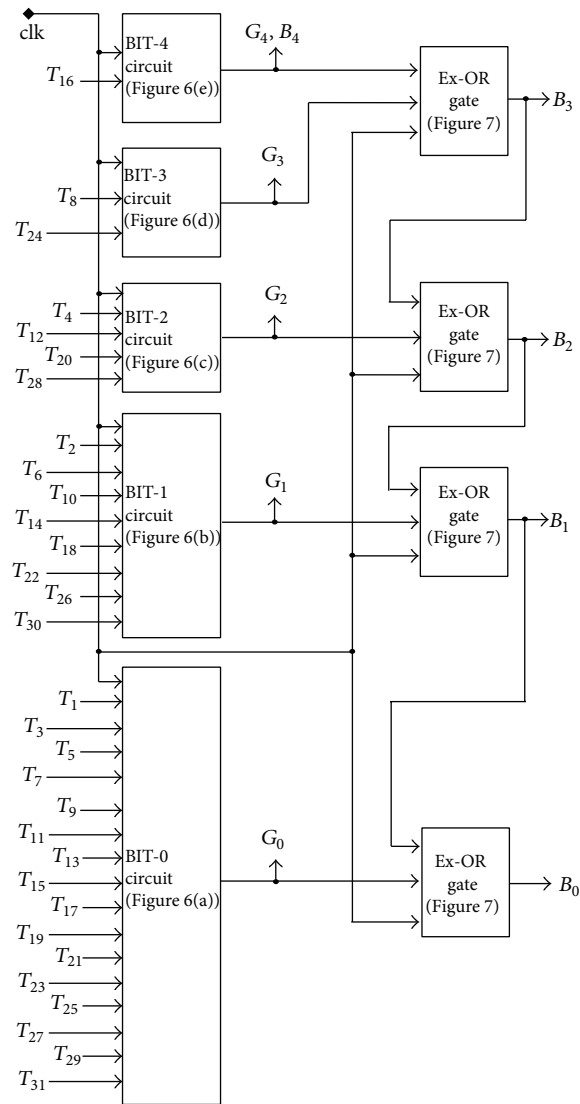 clk
T16
BIT-4
circuit
(Figure 6(e))
G4, B4
Ex-OR
gate
(Figure 7)
B3
T8
T24
BIT-3
circuit
(Figure 6(d))
G3
T4
T12
T20
T28
BIT-2
circuit
(Figure 6(c))
G2
Ex-OR
gate
(Figure 7)
B2
T2
T6
T10
T14
T18
T22
T26
T30
BIT-1
circuit
(Figure 6(b))
G1
Ex-OR
gate
(Figure 7)
B1
T1
T3
T5
T7
T9
T11
T13
T15
T17
T19
T21
T23
T25
T27
T29
T31
BIT-0
circuit
(Figure 6(a))
G0
Ex-OR
gate
(Figure 7)
B0